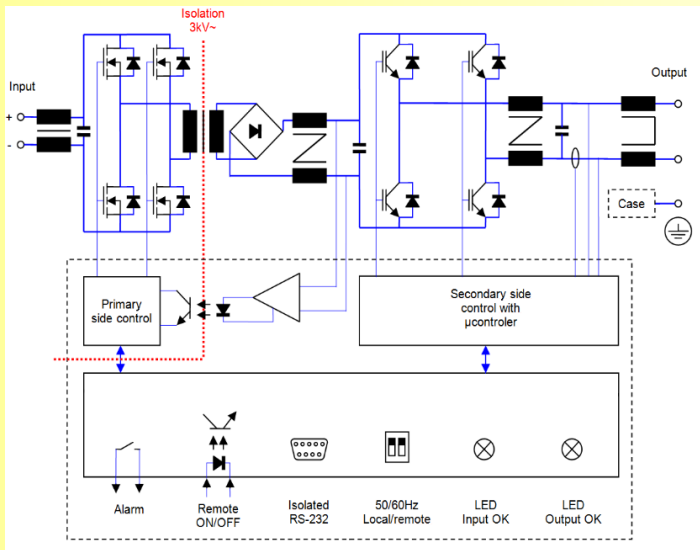 Isolation
3kV~
Input
Output
+
-
Case
Primary
side control
Secondary side
control with
µcontroler
Alarm
Remote
ON/OFF
Isolated
RS-232
50/60Hz
Local/remote
LED
Input OK
LED
Output OK